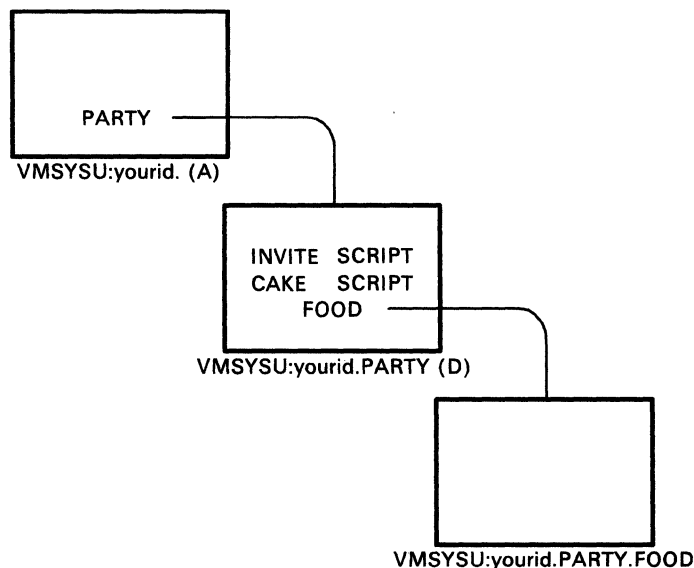 PARTY
VMSYSU:yourid. (A)
INVITE SCRIPT
CAKE SCRIPT
FOOD
VMSYSU:yourid.PARTY (D)
VMSYSU:yourid.PARTY.FOOD